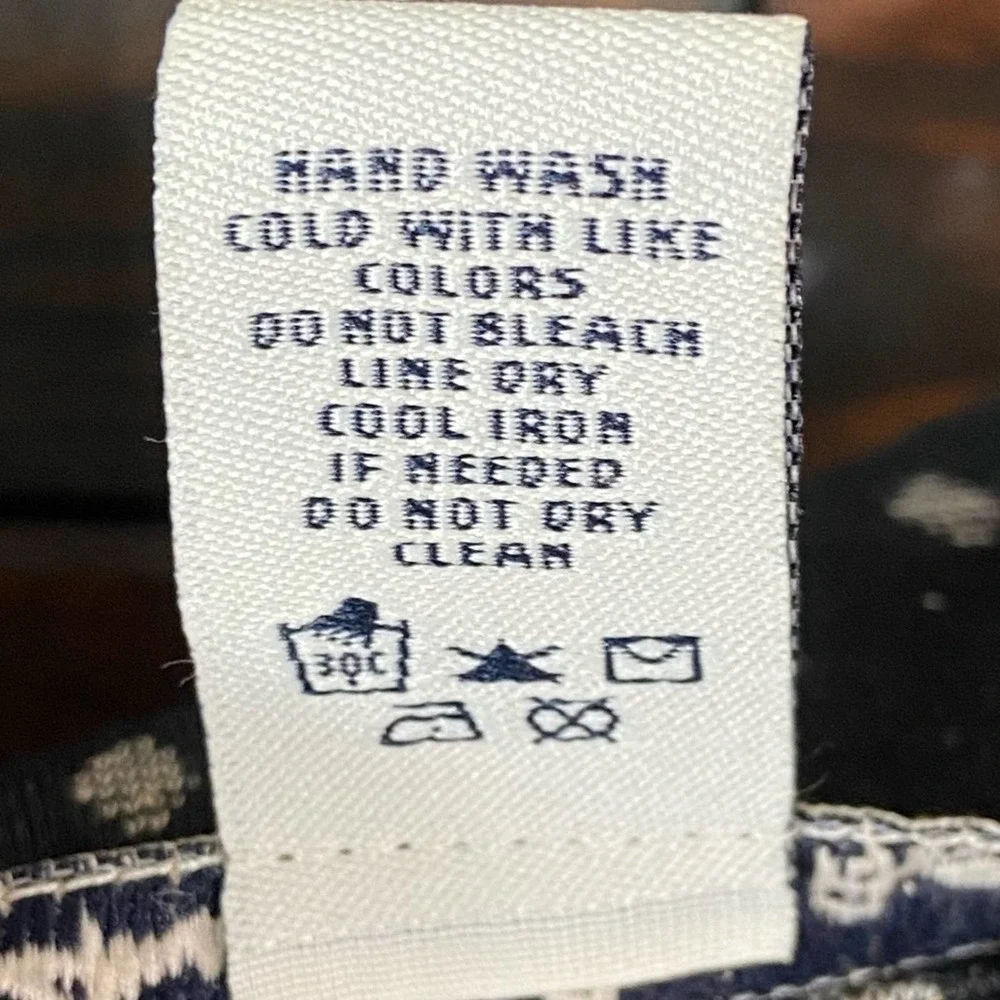 HAND WASH
COLD WITH LIKE
COLORS
DO NOT BLEACH
LINE DRY
COOL IRON
IF NEEDED
DO NOT DRY
CLEAN
30C